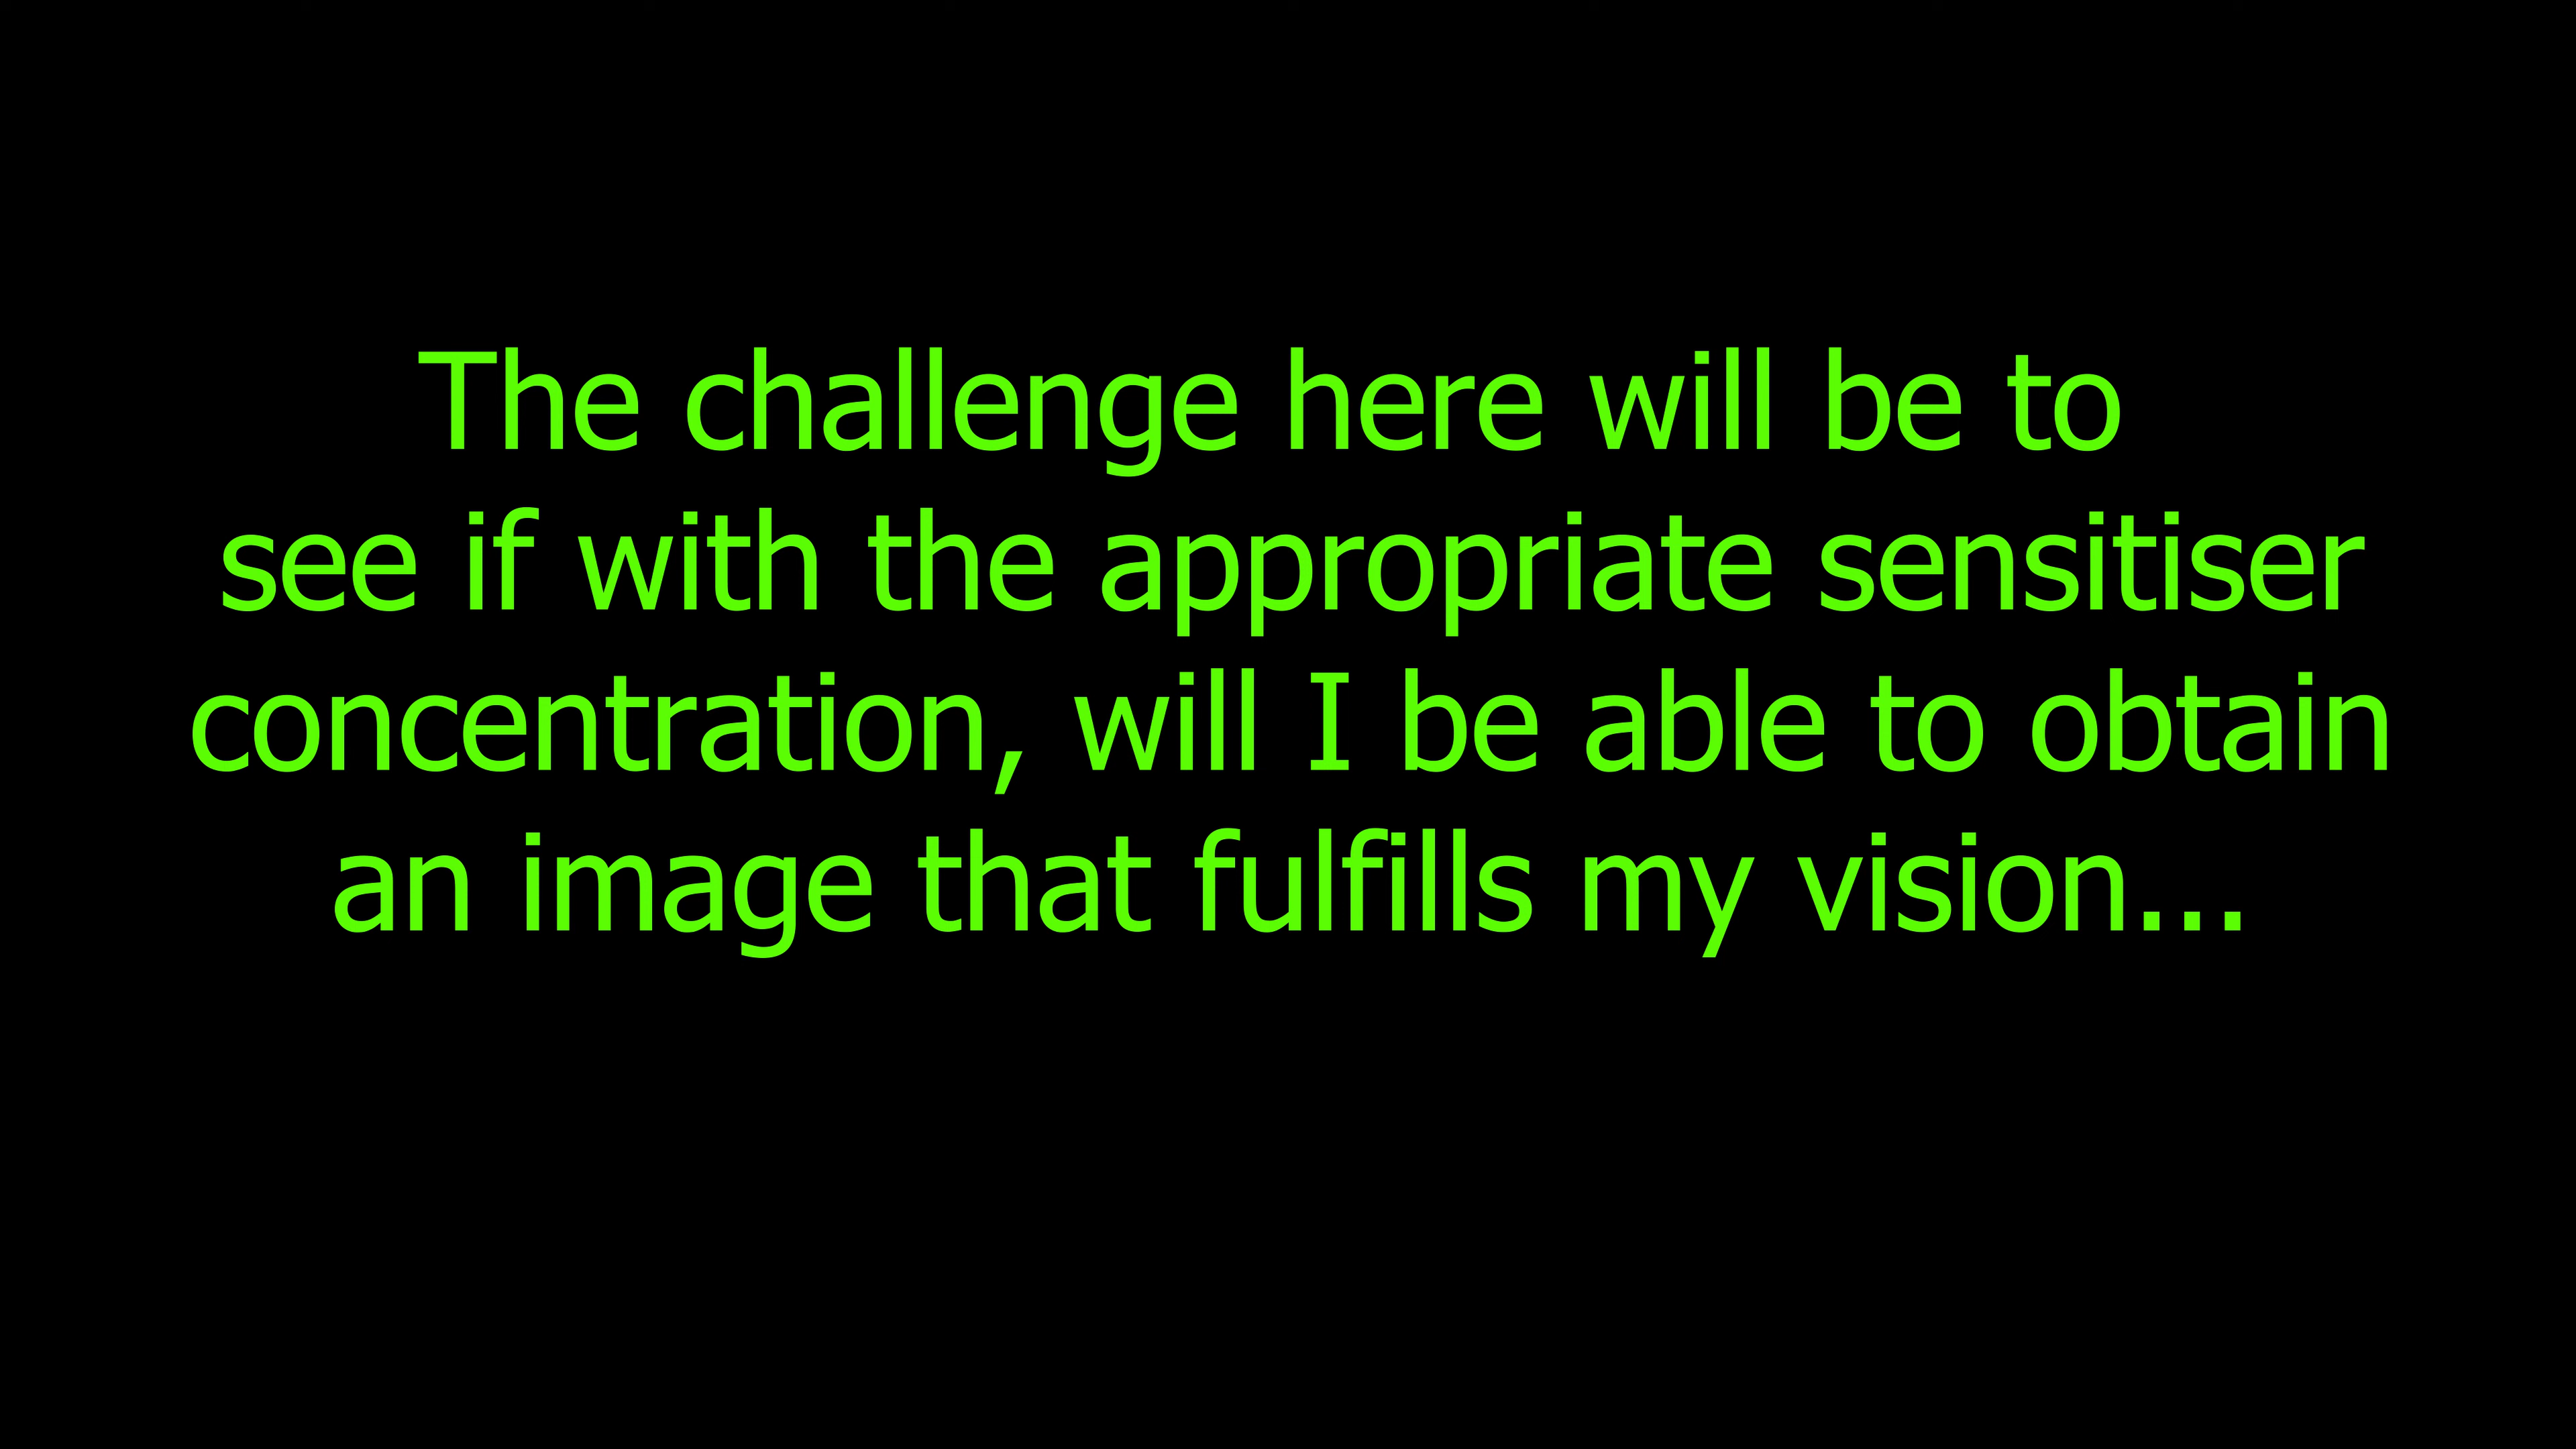 The challenge here will be to
see if with the appropriate sensitiser
concentration, will I be able to obtain
an image that fulfills my vision...